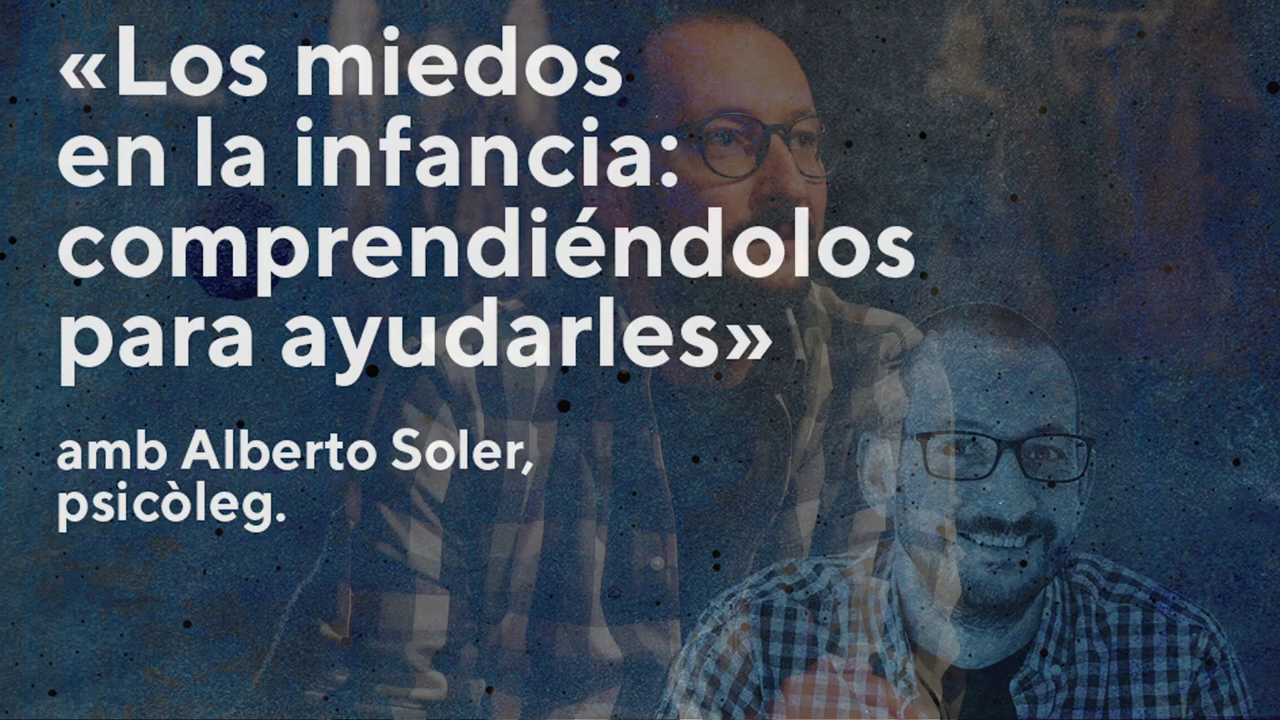 «Los miedos
en la infancia:
comprendiéndolos
para ayudarles»
amb Alberto Soler,
psicòleg.